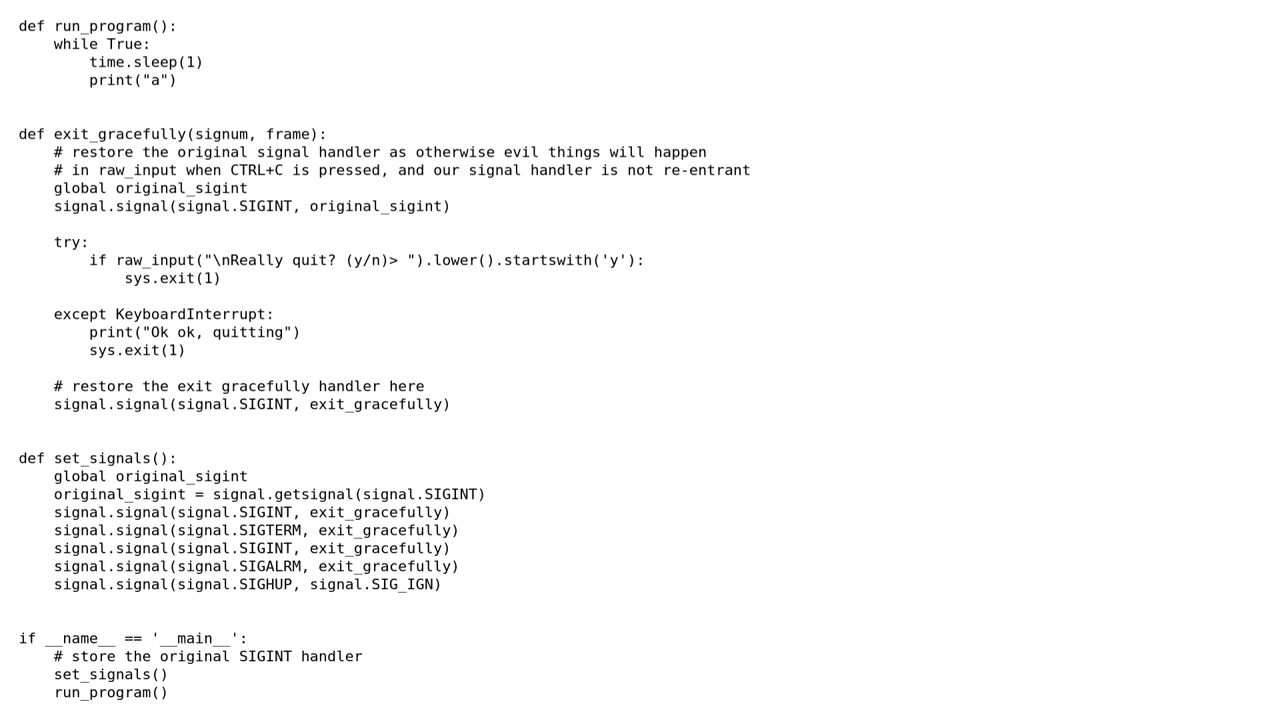 def run_program():
    while True:
        time.sleep(1)
        print("a")


def exit_gracefully(signum, frame):
    # restore the original signal handler as otherwise evil things will happen
    # in raw_input when CTRL+C is pressed, and our signal handler is not re-entrant
    global original_sigint
    signal.signal(signal.SIGINT, original_sigint)

    try:
        if raw_input("\nReally quit? (y/n)> ").lower().startswith('y'):
            sys.exit(1)

    except KeyboardInterrupt:
        print("Ok ok, quitting")
        sys.exit(1)

    # restore the exit gracefully handler here
    signal.signal(signal.SIGINT, exit_gracefully)


def set_signals():
    global original_sigint
    original_sigint = signal.getsignal(signal.SIGINT)
    signal.signal(signal.SIGINT, exit_gracefully)
    signal.signal(signal.SIGTERM, exit_gracefully)
    signal.signal(signal.SIGINT, exit_gracefully)
    signal.signal(signal.SIGALRM, exit_gracefully)
    signal.signal(signal.SIGHUP, signal.SIG_IGN)


if __name__ == '__main__':
    # store the original SIGINT handler
    set_signals()
    run_program()